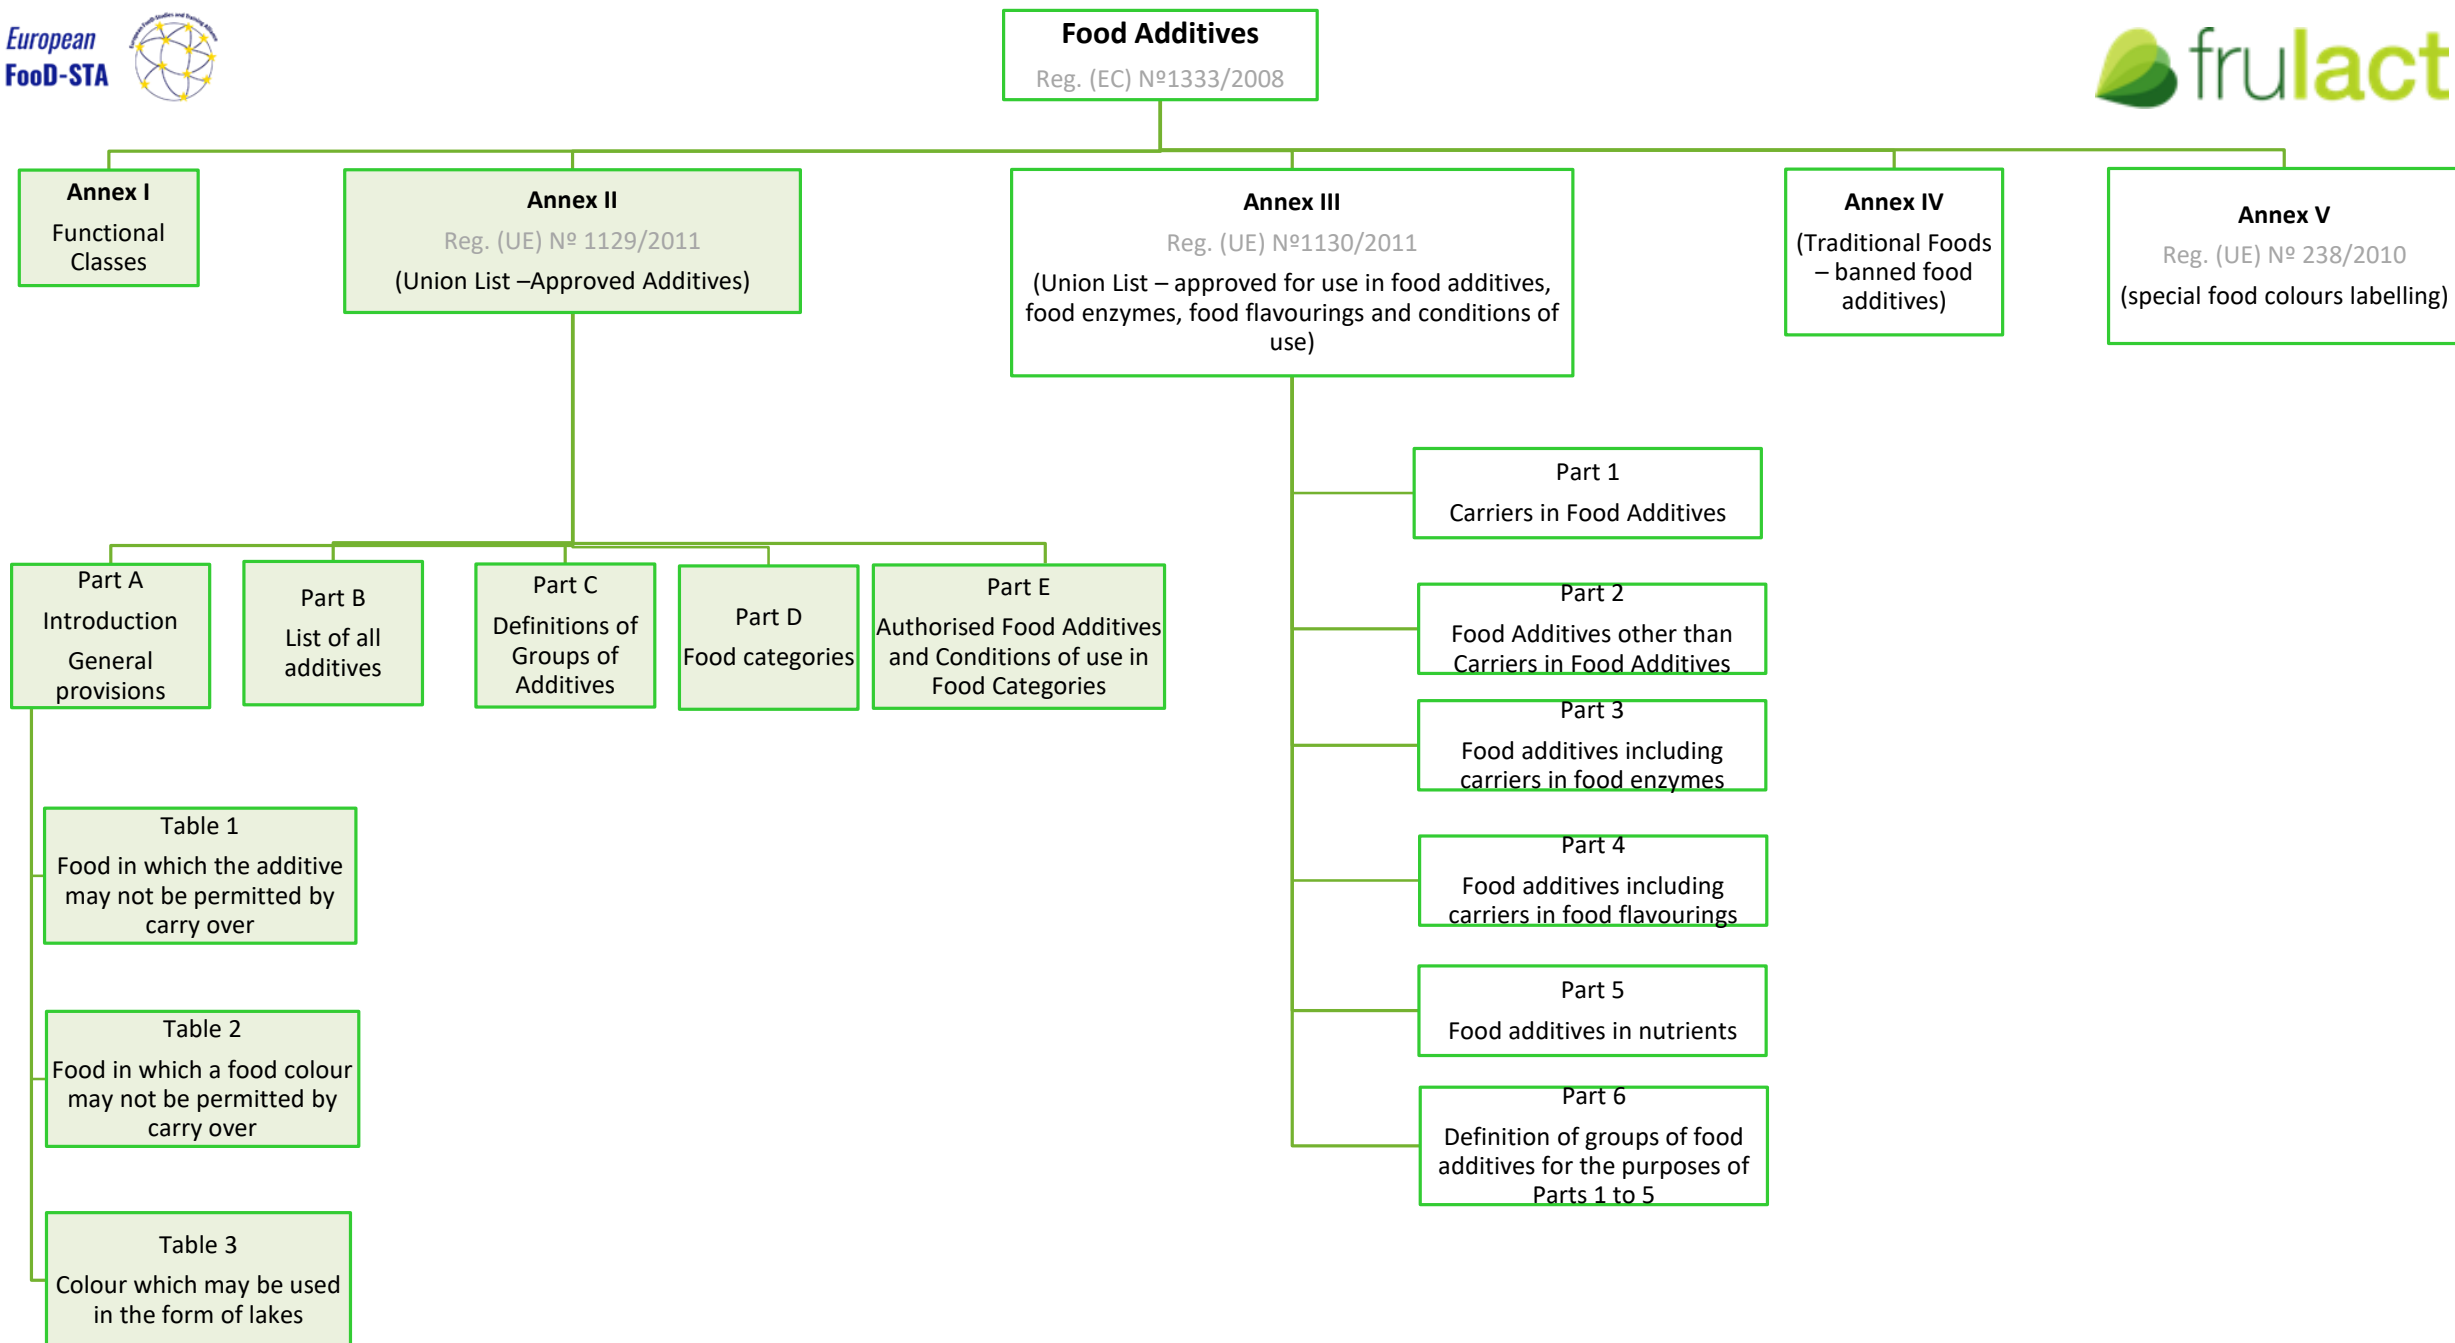 European
FooD-STA
European Food-Studies and Training Alliance
Food Additives
Reg. (EC) Nº1333/2008
frulact
Annex I
Functional
Classes
Annex II
Reg. (UE) Nº 1129/2011
(Union List –Approved Additives)
Annex III
Reg. (UE) Nº1130/2011
(Union List – approved for use in food additives,
food enzymes, food flavourings and conditions of
use)
Annex IV
(Traditional Foods
– banned food
additives)
Annex V
Reg. (UE) Nº 238/2010
(special food colours labelling)
Part A
Introduction
General
provisions
Part B
List of all
additives
Part C
Definitions of
Groups of
Additives
Part D
Food categories
Part E
Authorised Food Additives
and Conditions of use in
Food Categories
Table 1
Food in which the additive
may not be permitted by
carry over
Table 2
Food in which a food colour
may not be permitted by
carry over
Table 3
Colour which may be used
in the form of lakes
Part 1
Carriers in Food Additives
Part 2
Food Additives other than
Carriers in Food Additives
Part 3
Food additives including
carriers in food enzymes
Part 4
Food additives including
carriers in food flavourings
Part 5
Food additives in nutrients
Part 6
Definition of groups of food
additives for the purposes of
Parts 1 to 5